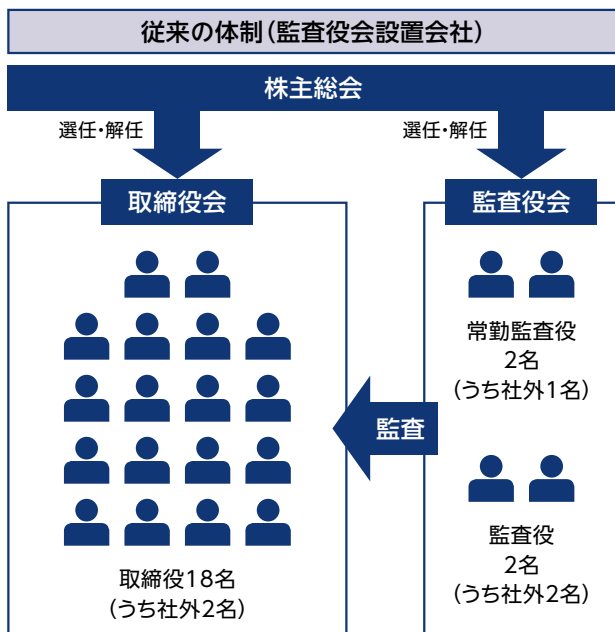 従来の体制（監査役会設置会社）
株主総会
選任・解任
選任・解任
取締役会
監査役会
常勤監査役
2名
（うち社外1名）
監査
監査役
2名
（うち社外2名）
取締役18名
（うち社外2名）